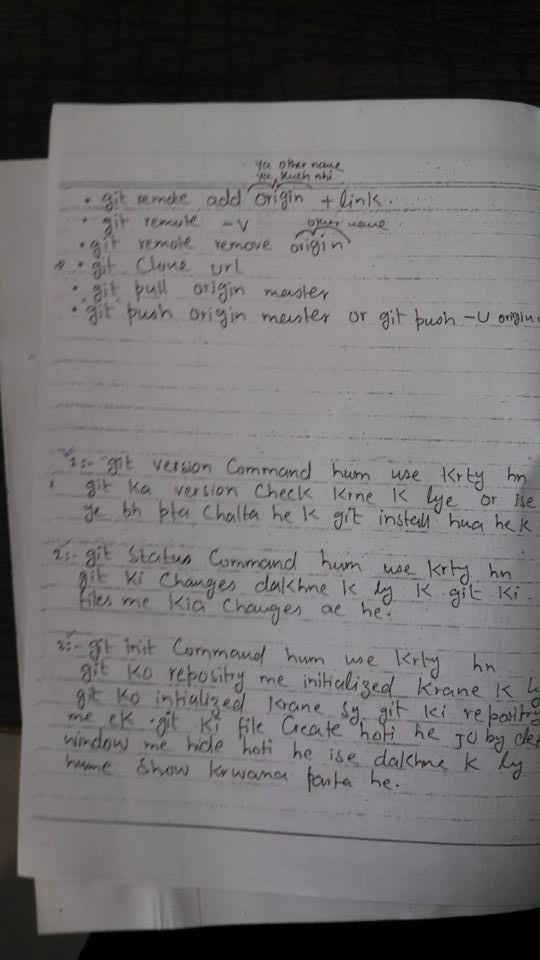 ya other name
ya kuch nhi
• git remote add origin + link.
• git remote -v
other name
• git remote remove origin
• git Clone url
• git pull origin master
• git push origin master or git push -u origin
1:- git version Command hum use krty hn
git ka version Check krne k lye or ise
ye bh pta Chalta he k git install hua he k
2:- git status Command hum use krty hn
git ki Changes dakhne k ly k git ki
files me kia changes ae he.
3:- git init Command hum use krty hn
git ko repositry me initialized krane k ly
git ko intialized krane sy git ki repositry
me ek .git ki file Create hoti he jo by def
window me hide hoti he ise dakhne k ly
hume show krwana parta he.